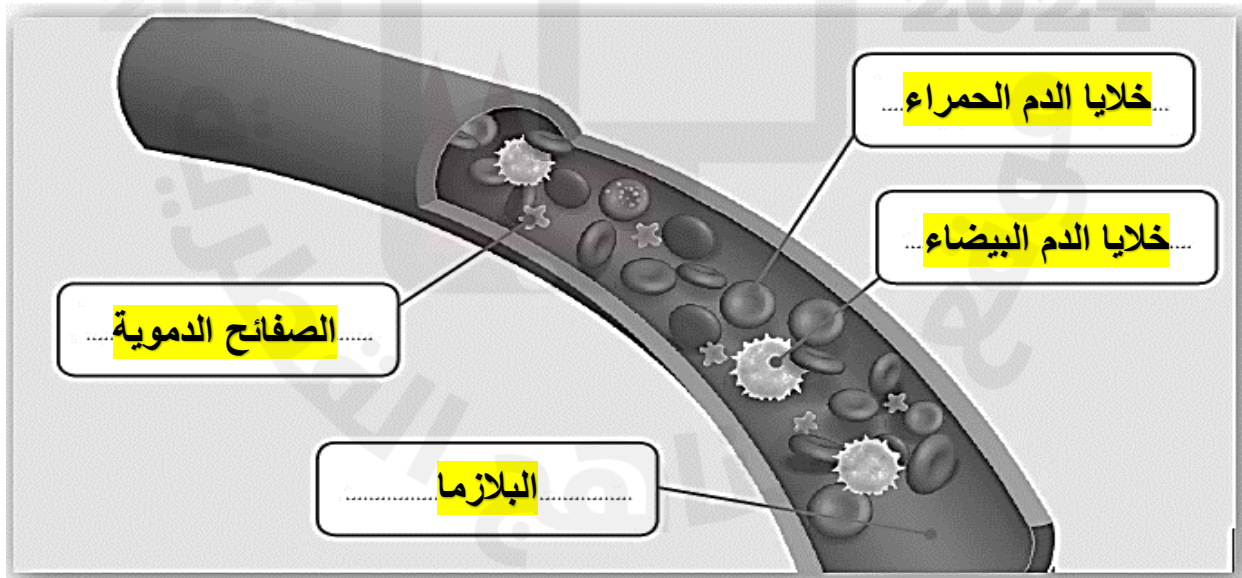 خلايا الدم الحمراء
خلايا الدم البيضاء
الصفائح الدموية
البلازما